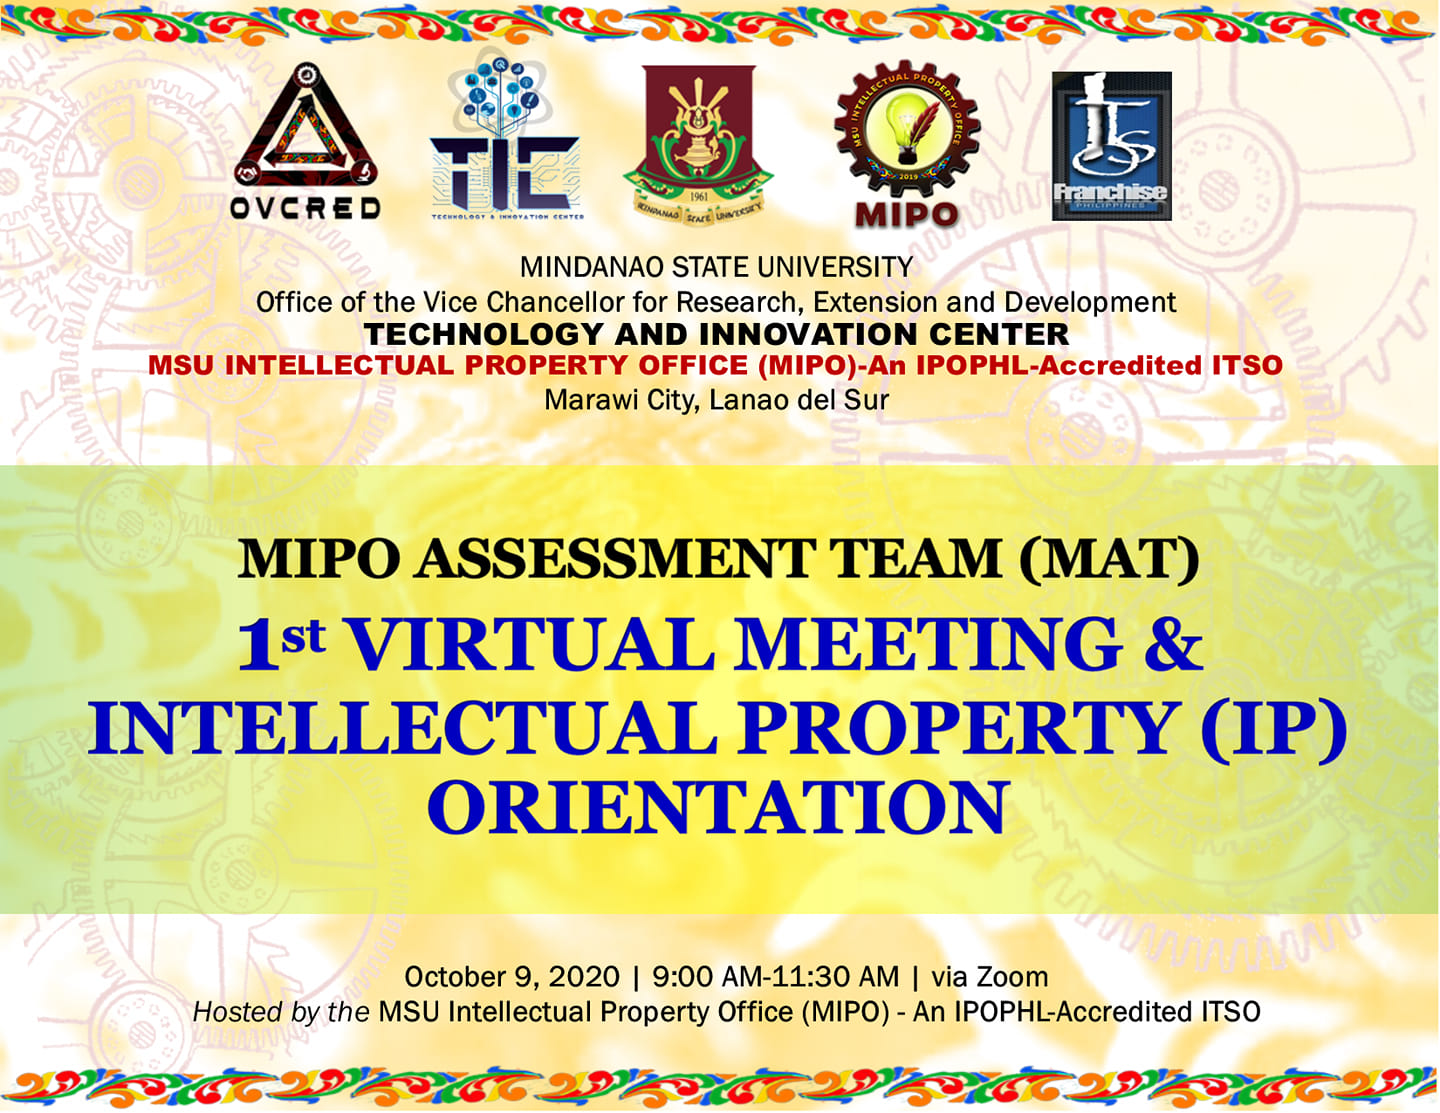 OVCRED
TIC
TECHNOLOGY & INNOVATION CENTER
1961
MINDANAO STATE UNIVERSITY
MSU INTELLECTUAL PROPERTY OFFICE
2019
MIPO
ITSO
Franchise
PHILIPPINES
MINDANAO STATE UNIVERSITY
Office of the Vice Chancellor for Research, Extension and Development
TECHNOLOGY AND INNOVATION CENTER
MSU INTELLECTUAL PROPERTY OFFICE (MIPO)-An IPOPHL-Accredited ITSO
Marawi City, Lanao del Sur
MIPO ASSESSMENT TEAM (MAT)
1st VIRTUAL MEETING &
INTELLECTUAL PROPERTY (IP)
ORIENTATION
October 9, 2020 | 9:00 AM-11:30 AM | via Zoom
Hosted by the MSU Intellectual Property Office (MIPO) - An IPOPHL-Accredited ITSO